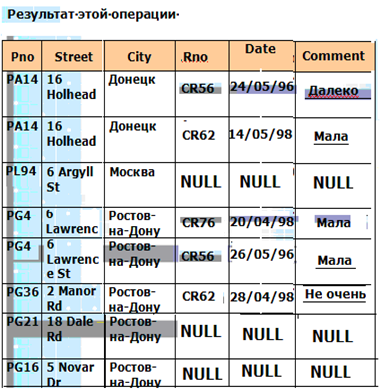 Результат·этой·операции·
Pno Street City Rno Date Comment
PA14 16 Holhead Донецк CR56 24/05/96 Далеко
PA14 16 Holhead Донецк CR62 14/05/98 Мала
PL94 6 Argyll St Москва NULL NULL NULL
PG4 6 Lawrenc Ростов-на-Дону CR76 20/04/98 Мала
PG4 6 Lawrenc e St Ростов-на-Дону CR56 26/05/96 Мала
PG36 2 Manor Rd Ростов-на-Дону CR62 28/04/98 Не очень
PG21 18 Dale Rd Ростов-на-Дону NULL NULL NULL
PG16 5 Novar Dr Ростов-на-Дону NULL NULL NULL